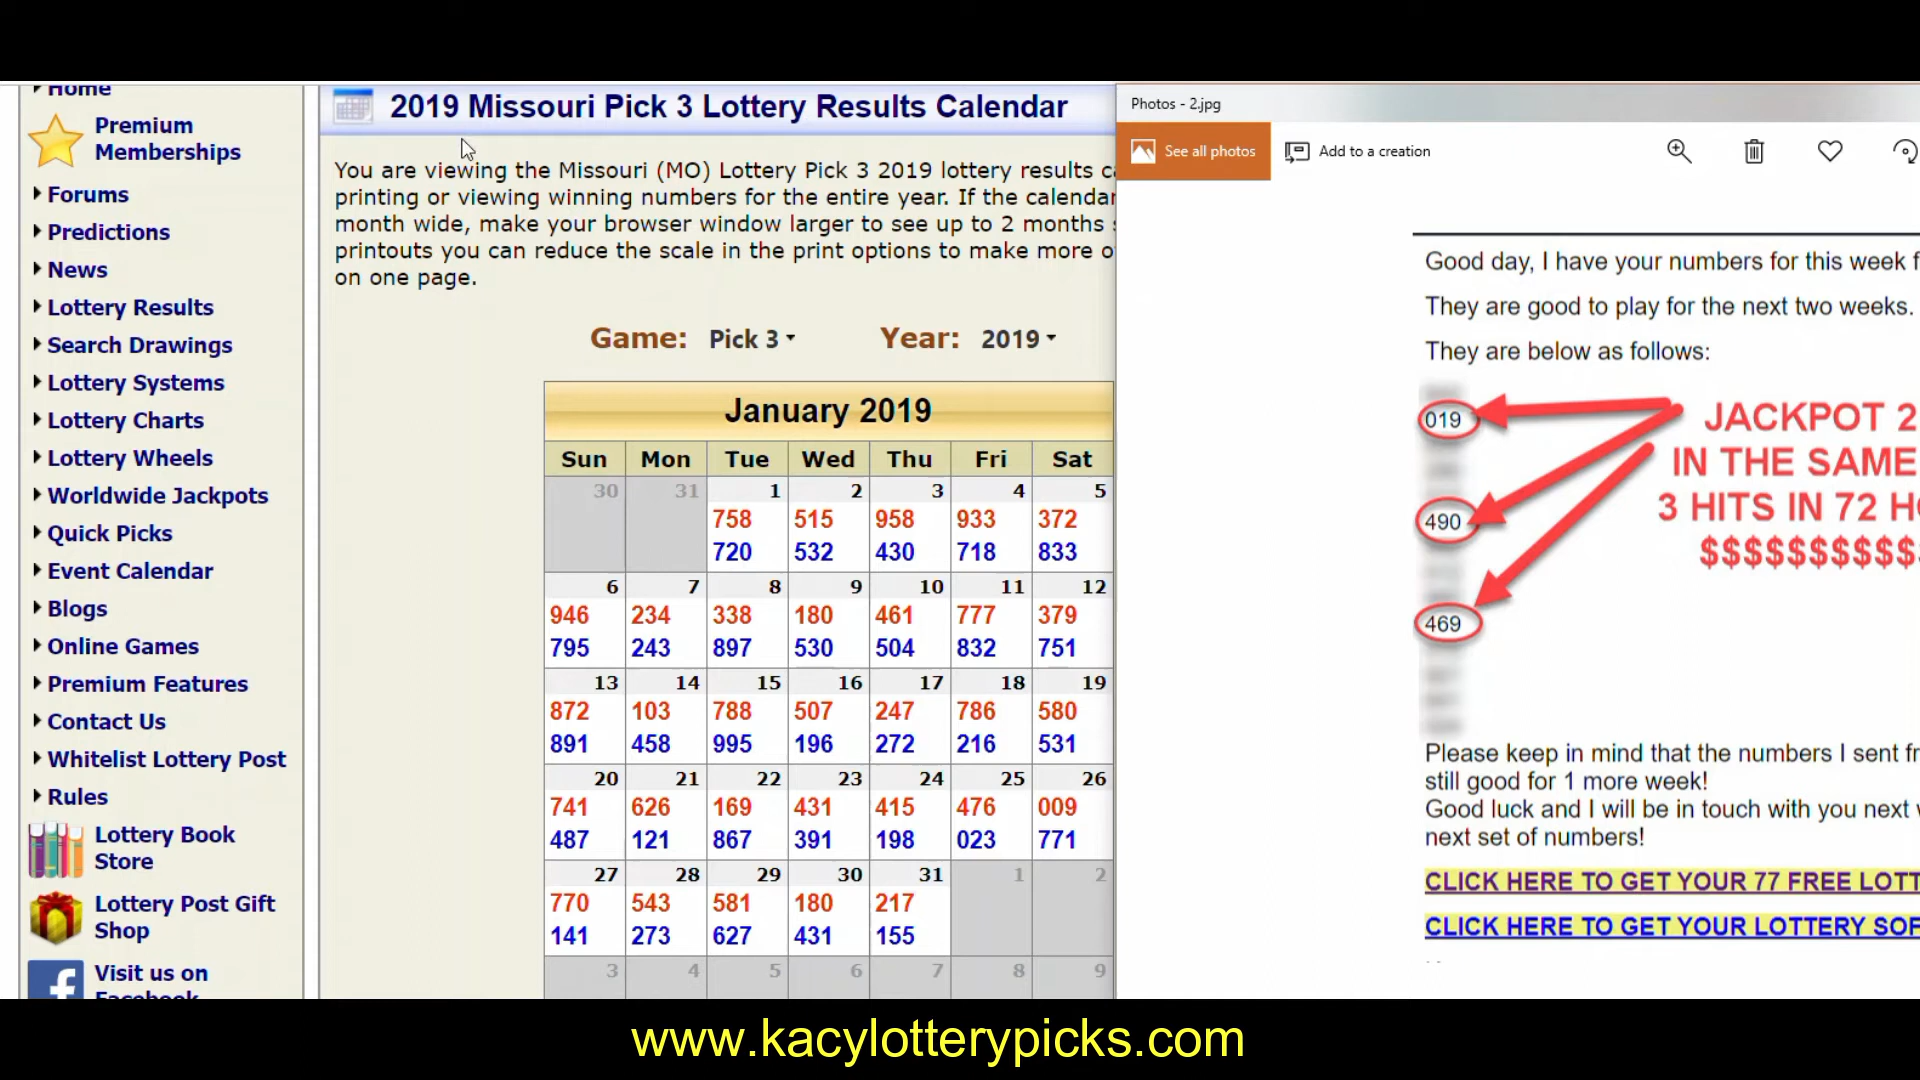 Home
Premium
Memberships
Forums
Predictions
News
Lottery Results
Search Drawings
Lottery Systems
Lottery Charts
Lottery Wheels
Worldwide Jackpots
Quick Picks
Event Calendar
Blogs
Online Games
Premium Features
Contact Us
Whitelist Lottery Post
Rules
Lottery Book
Store
Lottery Post Gift
Shop
Visit us on
Facebook
2019 Missouri Pick 3 Lottery Results Calendar
You are viewing the Missouri (MO) Lottery Pick 3 2019 lottery results
printing or viewing winning numbers for the entire year. If the calendar
month wide, make your browser window larger to see up to 2 months
printouts you can reduce the scale in the print options to make more
on one page.
Game: Pick 3 Year: 2019
January 2019
Sun Mon Tue Wed Thu Fri Sat
30 31 1 2 3 4 5
758 515 958 933 372
720 532 430 718 833
6 7 8 9 10 11 12
946 234 338 180 461 777 379
795 243 897 530 504 832 751
13 14 15 16 17 18 19
872 103 788 507 247 786 580
891 458 995 196 272 216 531
20 21 22 23 24 25 26
741 626 169 431 415 476 009
487 121 867 391 198 023 771
27 28 29 30 31 1 2
770 543 581 180 217
141 273 627 431 155
3 4 5 6 7 8 9
Photos - 2.jpg
See all photos Add to a creation
Good day, I have your numbers for this week
They are good to play for the next two weeks.
They are below as follows:
019
490
469
JACKPOT 2
IN THE SAME
3 HITS IN 72
$$$$$$$$$$
Please keep in mind that the numbers I sent
still good for 1 more week!
Good luck and I will be in touch with you next
next set of numbers!
CLICK HERE TO GET YOUR 77 FREE
CLICK HERE TO GET YOUR LOTTERY
www.kacylotterypicks.com